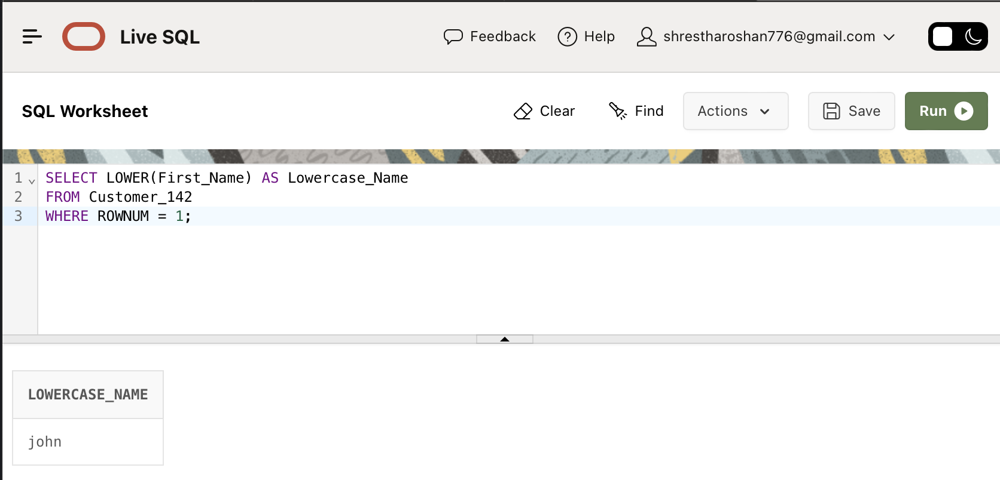 Live SQL Feedback Help shrestharoshan776@gmail.com
SQL Worksheet Clear Find Actions Save Run
1 SELECT LOWER(First_Name) AS Lowercase_Name
2 FROM Customer_142
3 WHERE ROWNUM = 1;
LOWERCASE_NAME
john